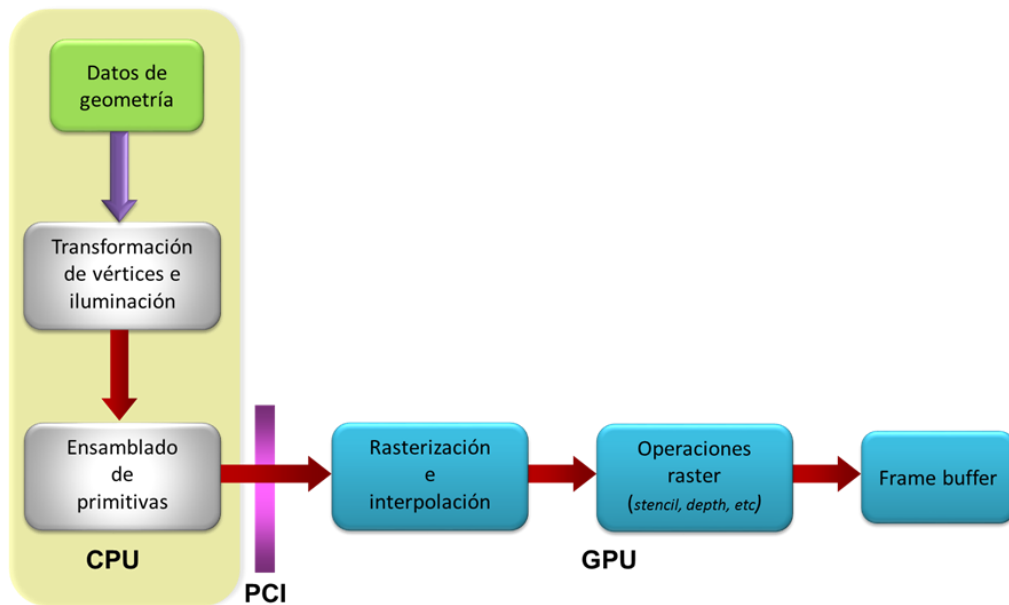 Datos de
geometría
Transformación
de vértices e
iluminación
Ensamblado
de
primitivas
CPU
PCI
Rasterización
e
interpolación
Operaciones
raster
(stencil, depth, etc)
GPU
Frame buffer